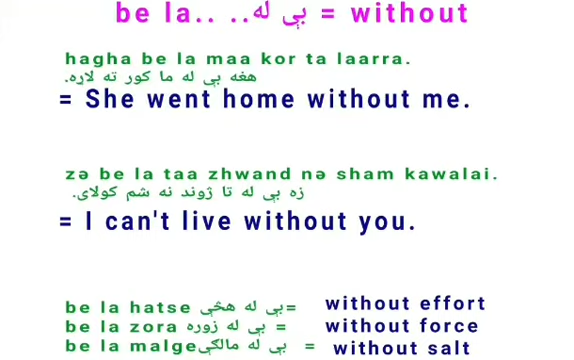 be la.. ..بې له = without
hagha be la maa kor ta laarra.
هغه بې له ما کور ته لاړه.
= She went home without me.
zə be la taa zhwand nə sham kawalai.
زه بې له تا ژوند نه شم کولای.
= I can't live without you.
be la hatse بې له هڅې= without effort
be la zora بې له زوره = without force
be la malge بې له مالګې = without salt